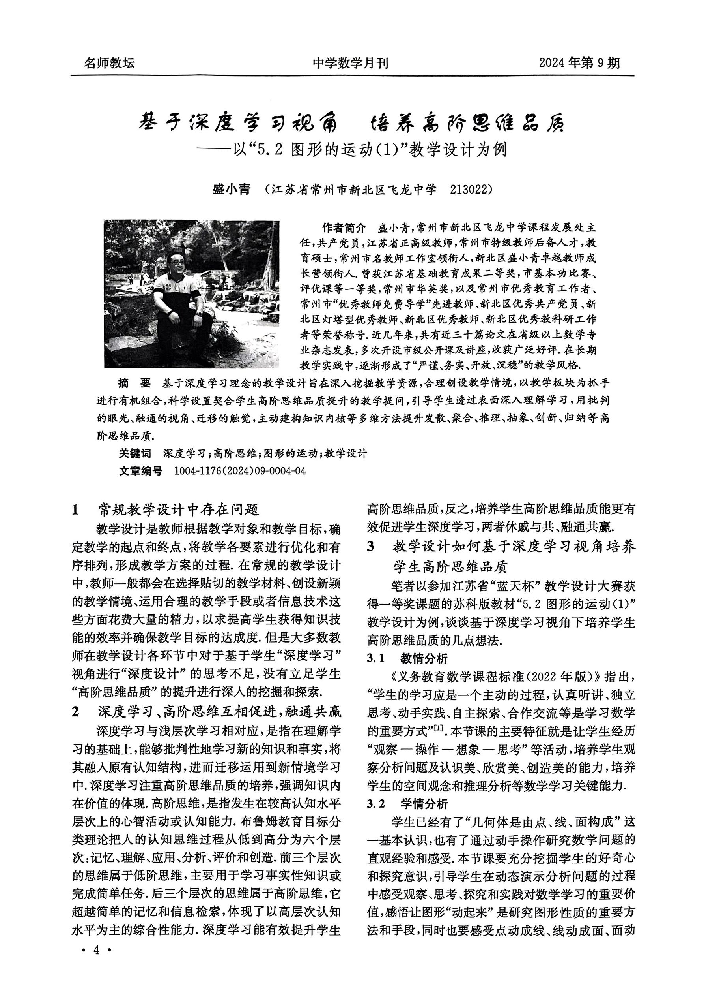 名师教坛 中学数学月刊 2024年第9期
基于深度学习视角 培养高阶思维品质
——以“5.2 图形的运动(1)”教学设计为例
盛小青 (江苏省常州市新北区飞龙中学 213022)
作者简介 盛小青,常州市新北区飞龙中学课程发展处主
任,共产党员,江苏省正高级教师,常州市特级教师后备人才,教
育硕士,常州市名教师工作室领衔人,新北区盛小青卓越教师成
长营领衔人.曾获江苏省基础教育成果二等奖,市基本功比赛、
评优课等一等奖,常州市华英奖,以及常州市优秀教育工作者、
常州市“优秀教师免费导学”先进教师、新北区优秀共产党员、新
北区灯塔型优秀教师、新北区优秀教师、新北区优秀教科研工作
者等荣誉称号.近几年来,共有近三十篇论文在省级以上数学专
业杂志发表,多次开设市级公开课及讲座,收获广泛好评.在长期
教学实践中,逐渐形成了“严谨、务实、开放、沉稳”的教学风格.
摘 要 基于深度学习理念的教学设计旨在深入挖掘教学资源,合理创设教学情境,以教学板块为抓手
进行有机组合,科学设置契合学生高阶思维品质提升的教学提问,引导学生透过表面深入理解学习,用批判
的眼光、融通的视角、迁移的触觉,主动建构知识内核等多维方法提升发散、聚合、推理、抽象、创新、归纳等高
阶思维品质.
关键词 深度学习;高阶思维;图形的运动;教学设计
文章编号 1004-1176(2024)09-0004-04
1 常规教学设计中存在问题
教学设计是教师根据教学对象和教学目标,确
定教学的起点和终点,将教学各要素进行优化和有
序排列,形成教学方案的过程.在常规的教学设计
中,教师一般都会在选择贴切的教学材料、创设新颖
的教学情境、运用合理的教学手段或者信息技术这
些方面花费大量的精力,以求提高学生获得知识技
能的效率并确保教学目标的达成度.但是大多数教
师在教学设计各环节中对于基于学生“深度学习”
视角进行“深度设计”的思考不足,没有立足学生
“高阶思维品质”的提升进行深入的挖掘和探索.
2 深度学习、高阶思维互相促进,融通共赢
深度学习与浅层次学习相对应,是指在理解学
习的基础上,能够批判性地学习新的知识和事实,将
其融入原有认知结构,进而迁移运用到新情境学习
中.深度学习注重高阶思维品质的培养,强调知识内
在价值的体现.高阶思维,是指发生在较高认知水平
层次上的心智活动或认知能力.布鲁姆教育目标分
类理论把人的认知思维过程从低到高分为六个层
次:记忆、理解、应用、分析、评价和创造.前三个层次
的思维属于低阶思维,主要用于学习事实性知识或
完成简单任务.后三个层次的思维属于高阶思维,它
超越简单的记忆和信息检索,体现了以高层次认知
水平为主的综合性能力.深度学习能有效提升学生
高阶思维品质,反之,培养学生高阶思维品质能更有
效促进学生深度学习,两者休戚与共、融通共赢.
3 教学设计如何基于深度学习视角培养
学生高阶思维品质
笔者以参加江苏省“蓝天杯”教学设计大赛获
得一等奖课题的苏科版教材“5.2 图形的运动(1)”
教学设计为例,谈谈基于深度学习视角下培养学生
高阶思维品质的几点想法.
3.1 教情分析
《义务教育数学课程标准(2022年版)》指出,
“学生的学习应是一个主动的过程,认真听讲、独立
思考、动手实践、自主探索、合作交流等是学习数学
的重要方式”[1].本节课的主要特征就是让学生经历
“观察—操作—想象—思考”等活动,培养学生观
察分析问题及认识美、欣赏美、创造美的能力,培养
学生的空间观念和推理分析等数学学习关键能力.
3.2 学情分析
学生已经有了“几何体是由点、线、面构成”这
一基本认识,也有了通过动手操作研究数学问题的
直观经验和感受.本节课要充分挖掘学生的好奇心
和探究意识,引导学生在动态演示分析问题的过程
中感受观察、思考、探究和实践对数学学习的重要价
值,感悟让图形“动起来”是研究图形性质的重要方
法和手段,同时也要感受点动成线、线动成面、面动
· 4 ·